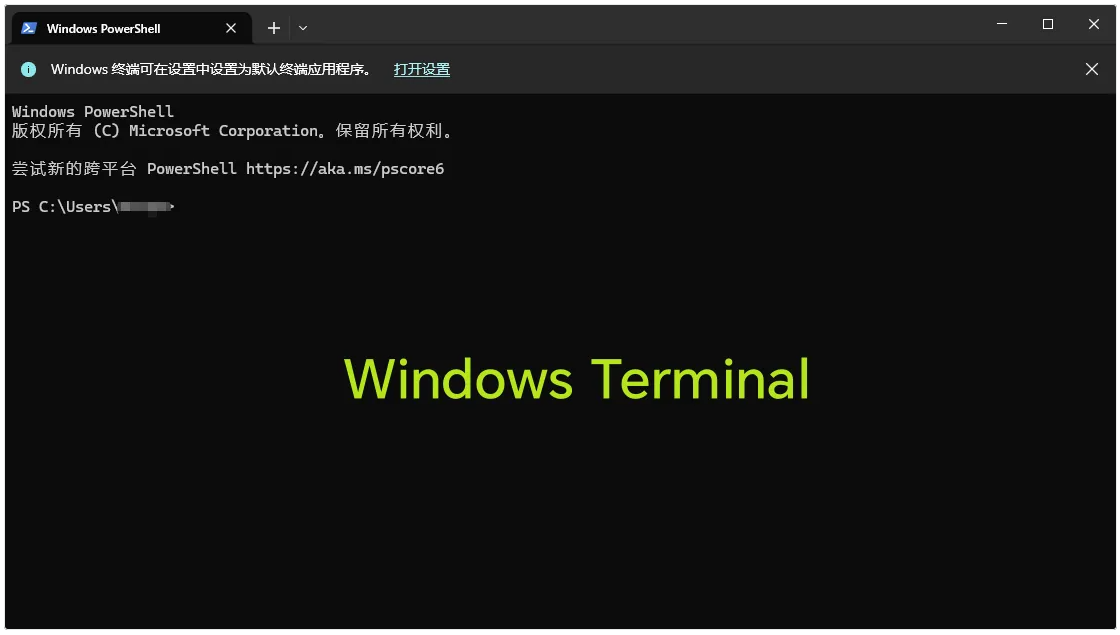 Windows PowerShell
Windows 终端可在设置中设置为默认终端应用程序。 打开设置
Windows PowerShell
版权所有 (C) Microsoft Corporation。保留所有权利。
尝试新的跨平台 PowerShell https://aka.ms/pscore6
PS C:\Users\
Windows Terminal